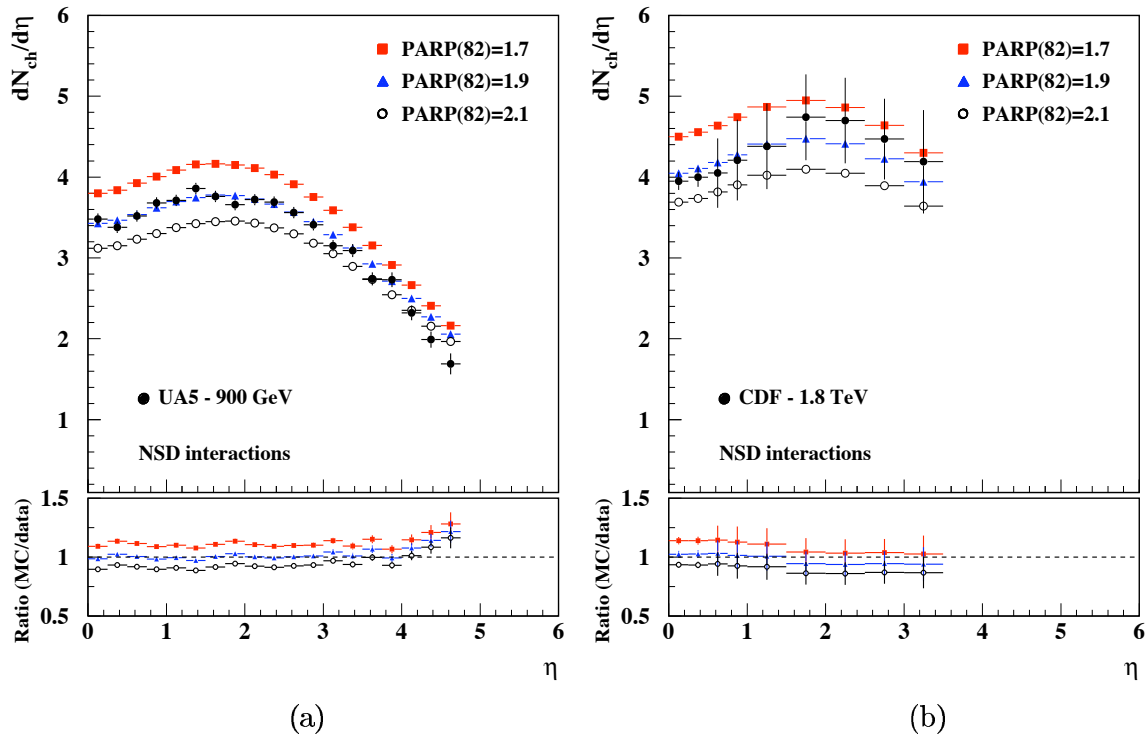 dN_ch/dη
6
5
4
3
2
1
PARP(82)=1.7
PARP(82)=1.9
PARP(82)=2.1
UA5 - 900 GeV
NSD interactions
Ratio (MC/data)
1.5
1
0.5
0 1 2 3 4 5 6
η
(a)
dN_ch/dη
6
5
4
3
2
1
PARP(82)=1.7
PARP(82)=1.9
PARP(82)=2.1
CDF - 1.8 TeV
NSD interactions
Ratio (MC/data)
1.5
1
0.5
0 1 2 3 4 5 6
η
(b)